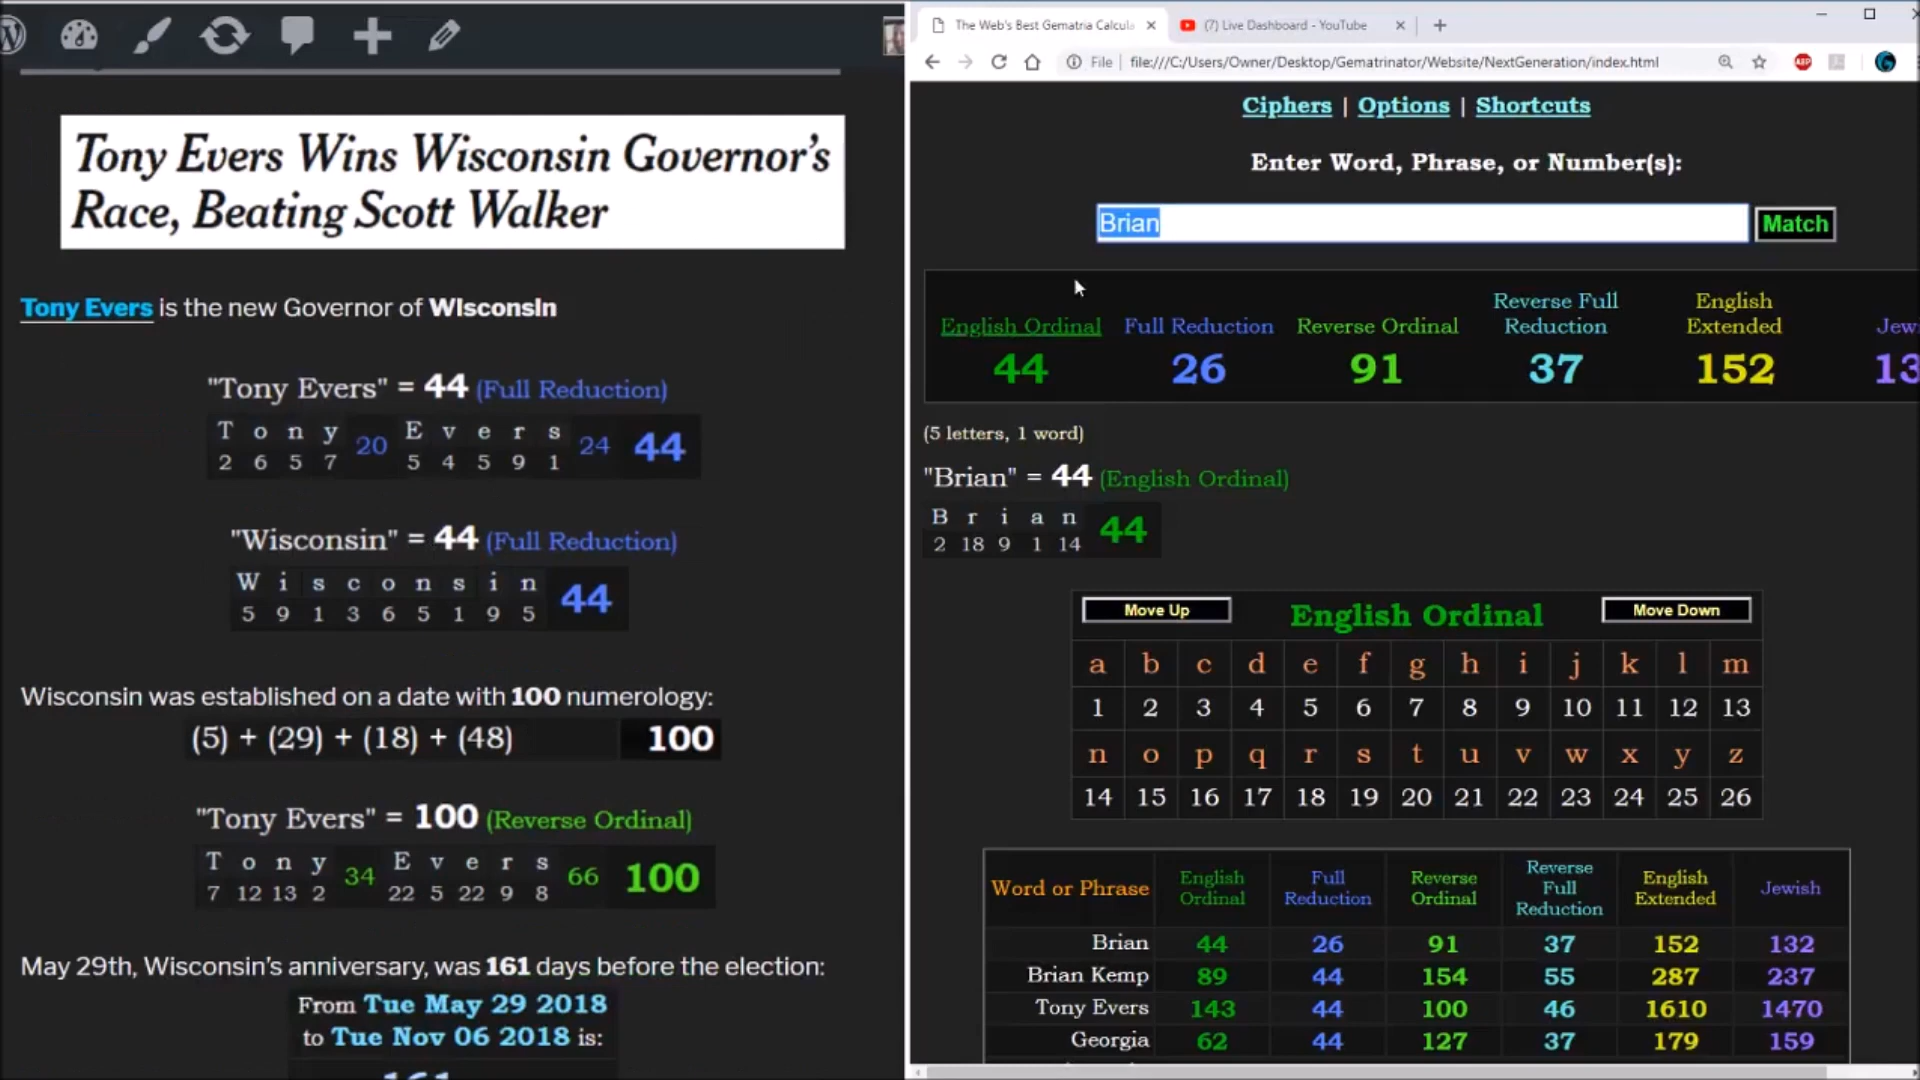 Tony Evers Wins Wisconsin Governor's
Race, Beating Scott Walker
Tony Evers is the new Governor of WIsconsIn
"Tony Evers" = 44 (Full Reduction)
T o n y 20 E v e r s 24 44
2 6 5 7 5 4 5 9 1
"Wisconsin" = 44 (Full Reduction)
W i s c o n s i n 44
5 9 1 3 6 5 1 9 5
Wisconsin was established on a date with 100 numerology:
(5) + (29) + (18) + (48) 100
"Tony Evers" = 100 (Reverse Ordinal)
T o n y 34 E v e r s 66 100
7 12 13 2 22 5 22 9 8
May 29th, Wisconsin's anniversary, was 161 days before the election:
From Tue May 29 2018
to Tue Nov 06 2018 is:
161
The Web's Best Gematria Calcula
(7) Live Dashboard - YouTube
File | file:///C:/Users/Owner/Desktop/Gematrinator/Website/NextGeneration/index.html
ABP
Ciphers | Options | Shortcuts
Enter Word, Phrase, or Number(s):
Brian Match
English Ordinal Full Reduction Reverse Ordinal Reverse Full Reduction English Extended Jew
44 26 91 37 152 13
(5 letters, 1 word)
"Brian" = 44 (English Ordinal)
B r i a n 44
2 18 9 1 14
Move Up English Ordinal Move Down
a b c d e f g h i j k l m
1 2 3 4 5 6 7 8 9 10 11 12 13
n o p q r s t u v w x y z
14 15 16 17 18 19 20 21 22 23 24 25 26
Word or Phrase English Ordinal Full Reduction Reverse Ordinal Reverse Full Reduction English Extended Jewish
Brian 44 26 91 37 152 132
Brian Kemp 89 44 154 55 287 237
Tony Evers 143 44 100 46 1610 1470
Georgia 62 44 127 37 179 159